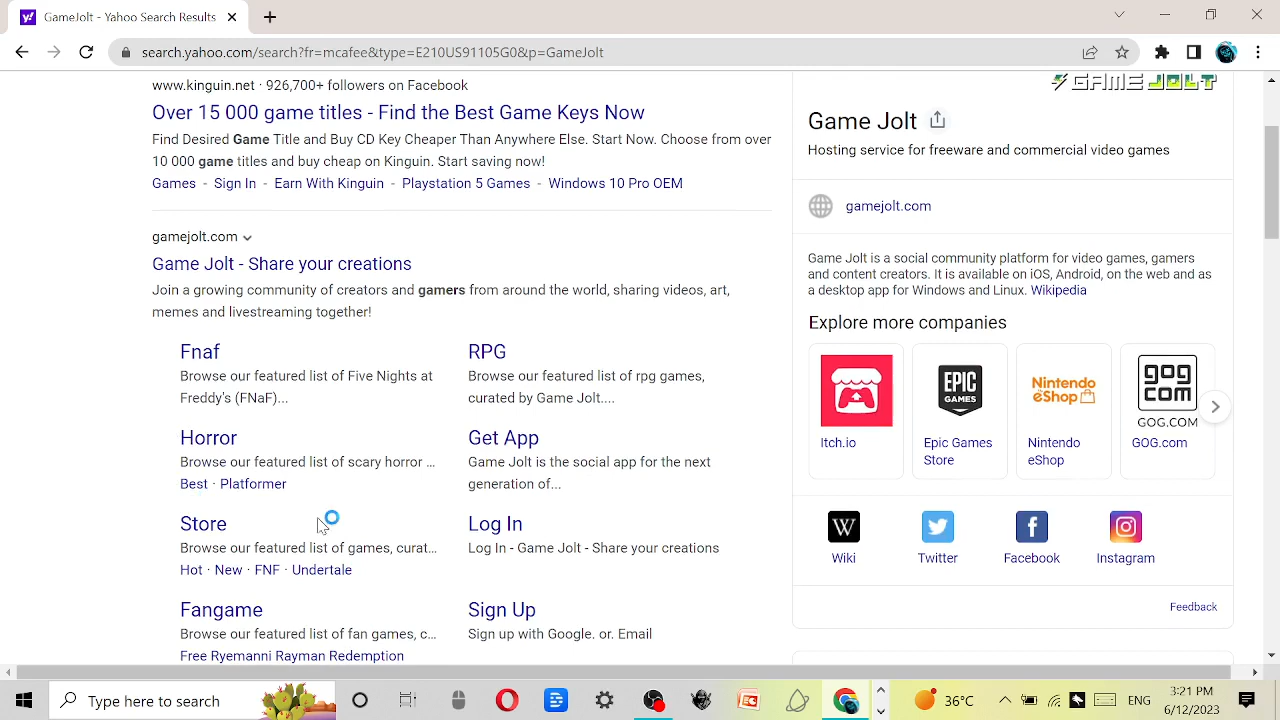 GameJolt - Yahoo Search Results
search.yahoo.com/search?fr=mcafee&type=E210US91105G0&p=GameJolt
www.kinguin.net · 926,700+ followers on Facebook
Over 15 000 game titles - Find the Best Game Keys Now
Find Desired Game Title and Buy CD Key Cheaper Than Anywhere Else. Start Now. Choose from over
10 000 game titles and buy cheap on Kinguin. Start saving now!
Games - Sign In - Earn With Kinguin - Playstation 5 Games - Windows 10 Pro OEM
gamejolt.com
Game Jolt - Share your creations
Join a growing community of creators and gamers from around the world, sharing videos, art,
memes and livestreaming together!
Fnaf
Browse our featured list of Five Nights at
Freddy's (FNaF)...
RPG
Browse our featured list of rpg games,
curated by Game Jolt....
Horror
Browse our featured list of scary horror ...
Best · Platformer
Get App
Game Jolt is the social app for the next
generation of...
Store
Browse our featured list of games, curat...
Hot · New · FNF · Undertale
Log In
Log In - Game Jolt - Share your creations
Fangame
Browse our featured list of fan games, c...
Free Ryemanni Rayman Redemption
Sign Up
Sign up with Google. or. Email
GAME JOLT
Game Jolt
Hosting service for freeware and commercial video games
gamejolt.com
Game Jolt is a social community platform for video games, gamers
and content creators. It is available on iOS, Android, on the web and as
a desktop app for Windows and Linux. Wikipedia
Explore more companies
Itch.io
EPIC
GAMES
Epic Games
Store
Nintendo
eShop
Nintendo
eShop
gog
com
GOG.COM
GOG.com
W
Wiki
Twitter
Facebook
Instagram
Feedback
Type here to search
36°C
ENG
3:21 PM
6/12/2023